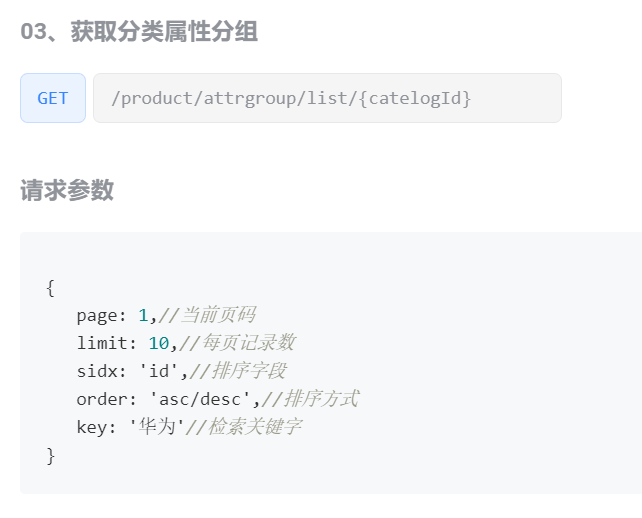 03、获取分类属性分组
GET /product/attrgroup/list/{catelogId}
请求参数
{
page: 1,//当前页码
limit: 10,//每页记录数
sidx: 'id',//排序字段
order: 'asc/desc',//排序方式
key: '华为'//检索关键字
}